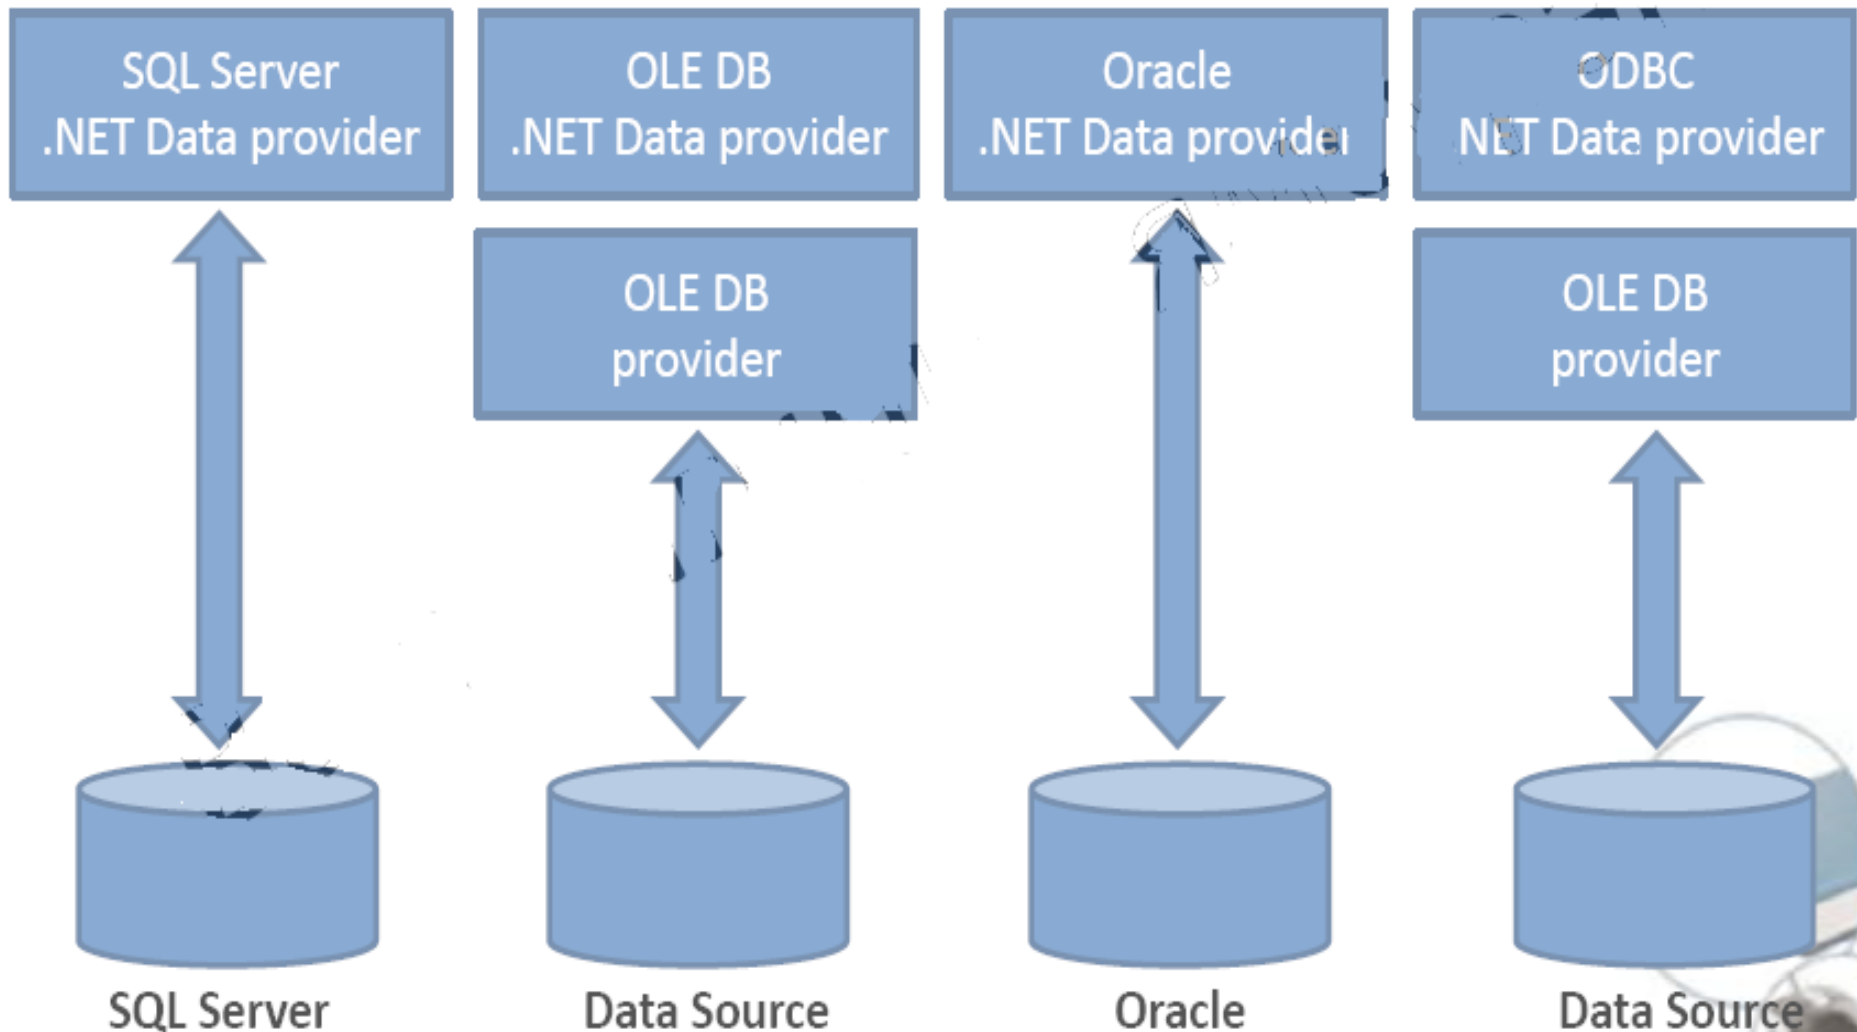 SQL Server
.NET Data provider
OLE DB
.NET Data provider
Oracle
.NET Data provider
ODBC
NET Data provider
OLE DB
provider
OLE DB
provider
SQL Server
Data Source
Oracle
Data Source